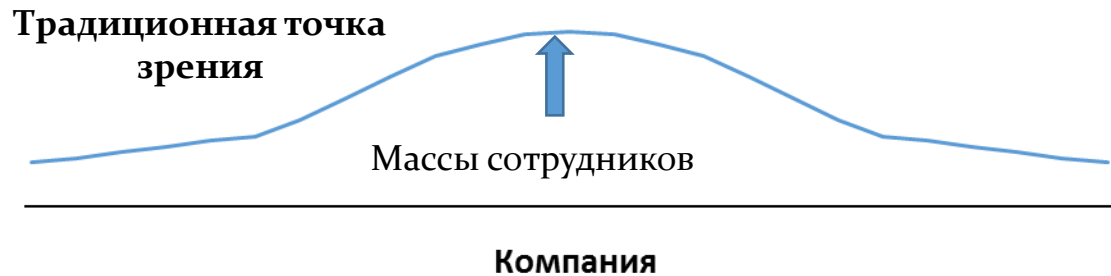 Традиционная точка
зрения
Массы сотрудников
Компания